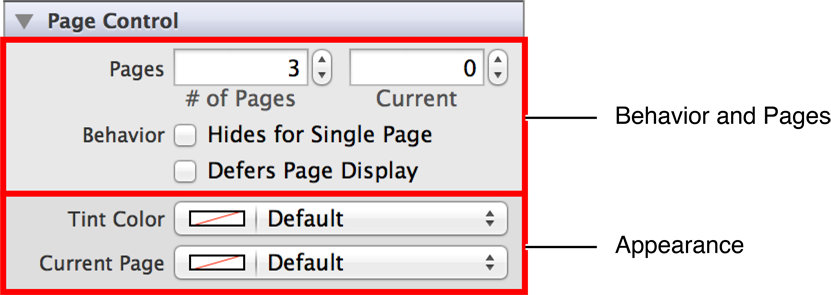 Page Control
Pages 3 0
# of Pages Current
Behavior and Pages
Behavior Hides for Single Page
Defers Page Display
Tint Color Default
Appearance
Current Page Default